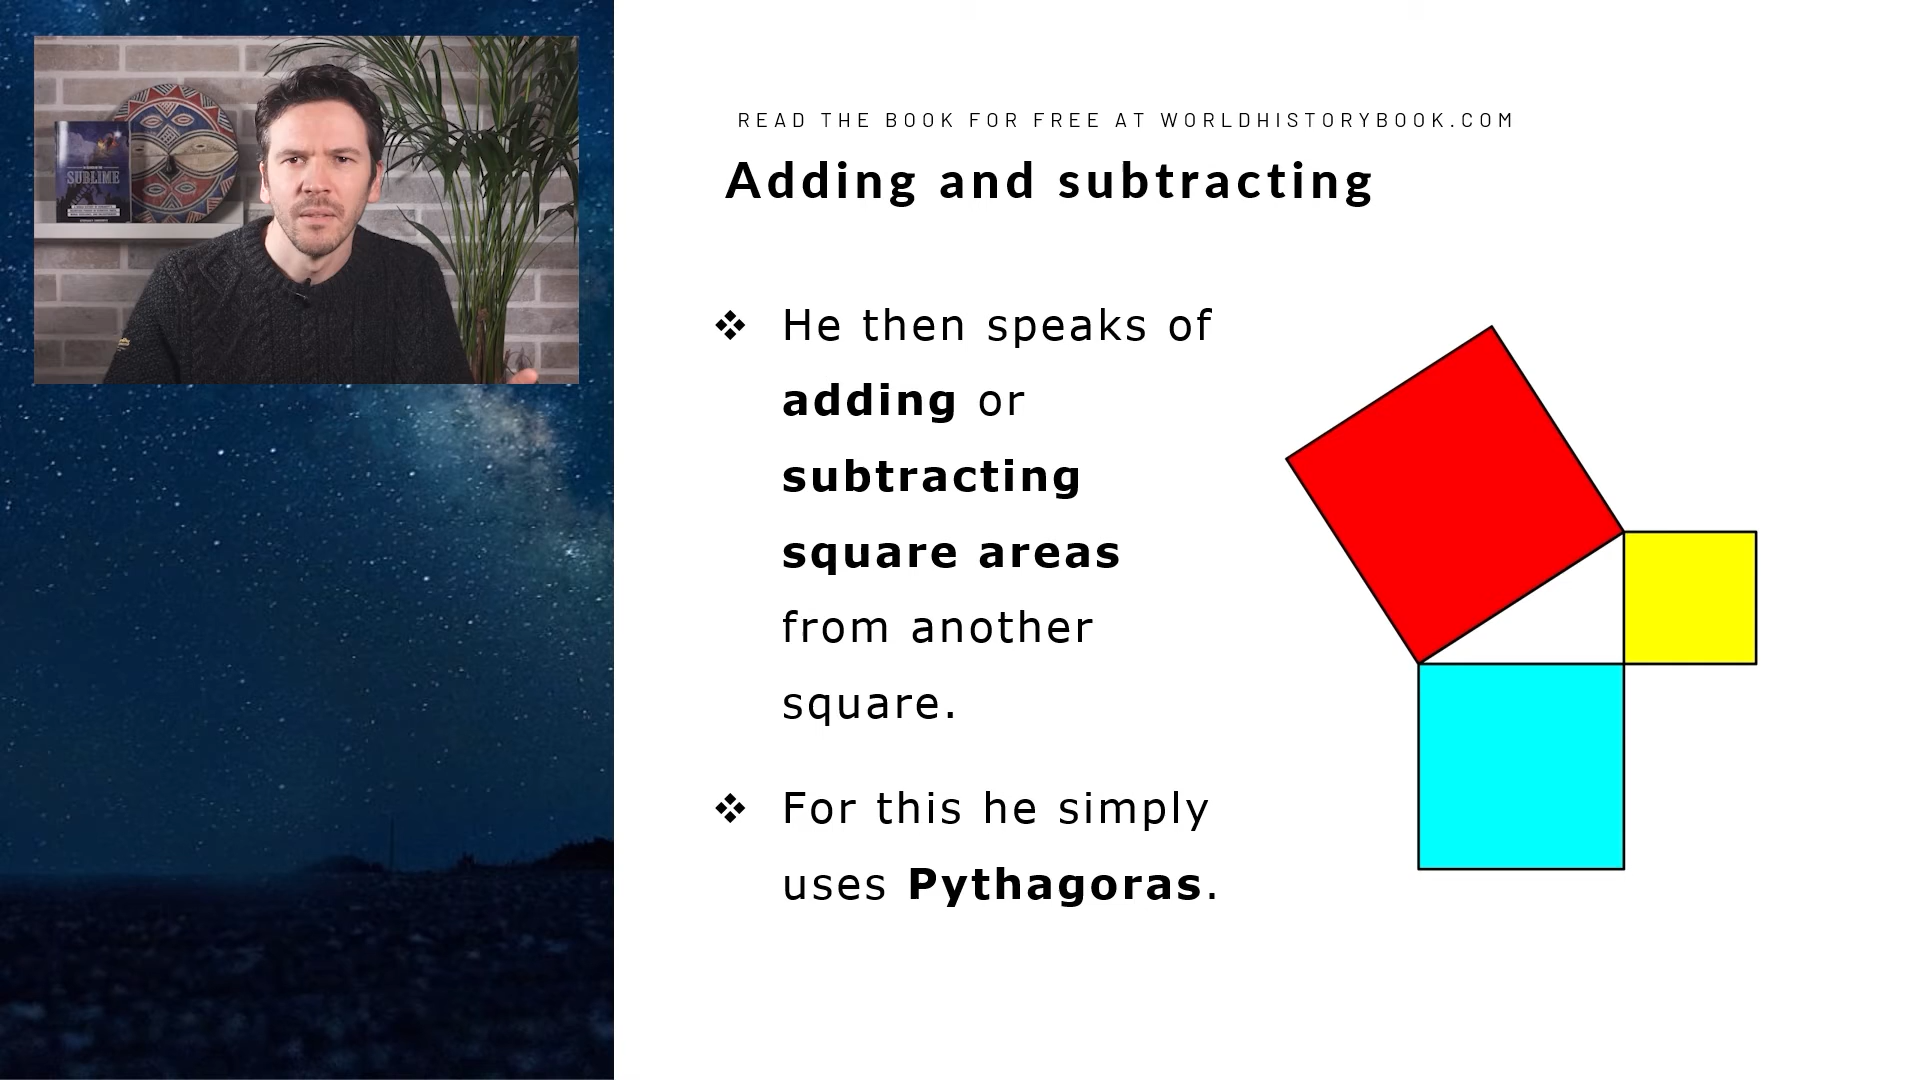 SUBLIME
READ THE BOOK FOR FREE AT WORLDHISTORYBOOK.COM
Adding and subtracting
❖ He then speaks of
adding or
subtracting
square areas
from another
square.
❖ For this he simply
uses Pythagoras.